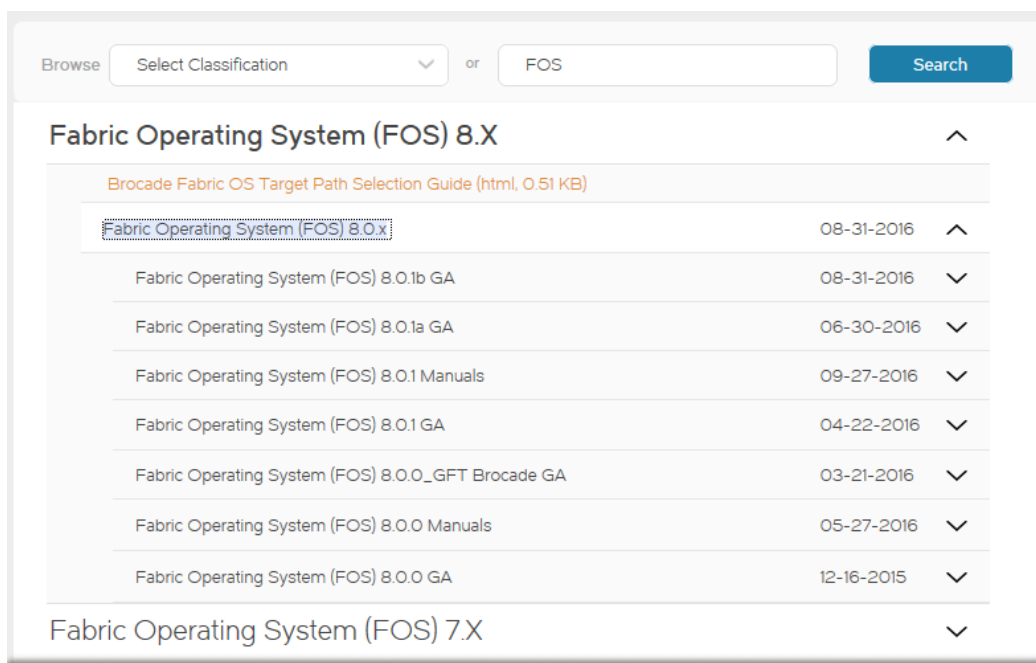 Browse Select Classification or FOS Search
Fabric Operating System (FOS) 8.X
Brocade Fabric OS Target Path Selection Guide (html, 0.51 KB)
Fabric Operating System (FOS) 8.0.x 08-31-2016
Fabric Operating System (FOS) 8.0.1b GA 08-31-2016
Fabric Operating System (FOS) 8.0.1a GA 06-30-2016
Fabric Operating System (FOS) 8.0.1 Manuals 09-27-2016
Fabric Operating System (FOS) 8.0.1 GA 04-22-2016
Fabric Operating System (FOS) 8.0.0_GFT Brocade GA 03-21-2016
Fabric Operating System (FOS) 8.0.0 Manuals 05-27-2016
Fabric Operating System (FOS) 8.0.0 GA 12-16-2015
Fabric Operating System (FOS) 7.X